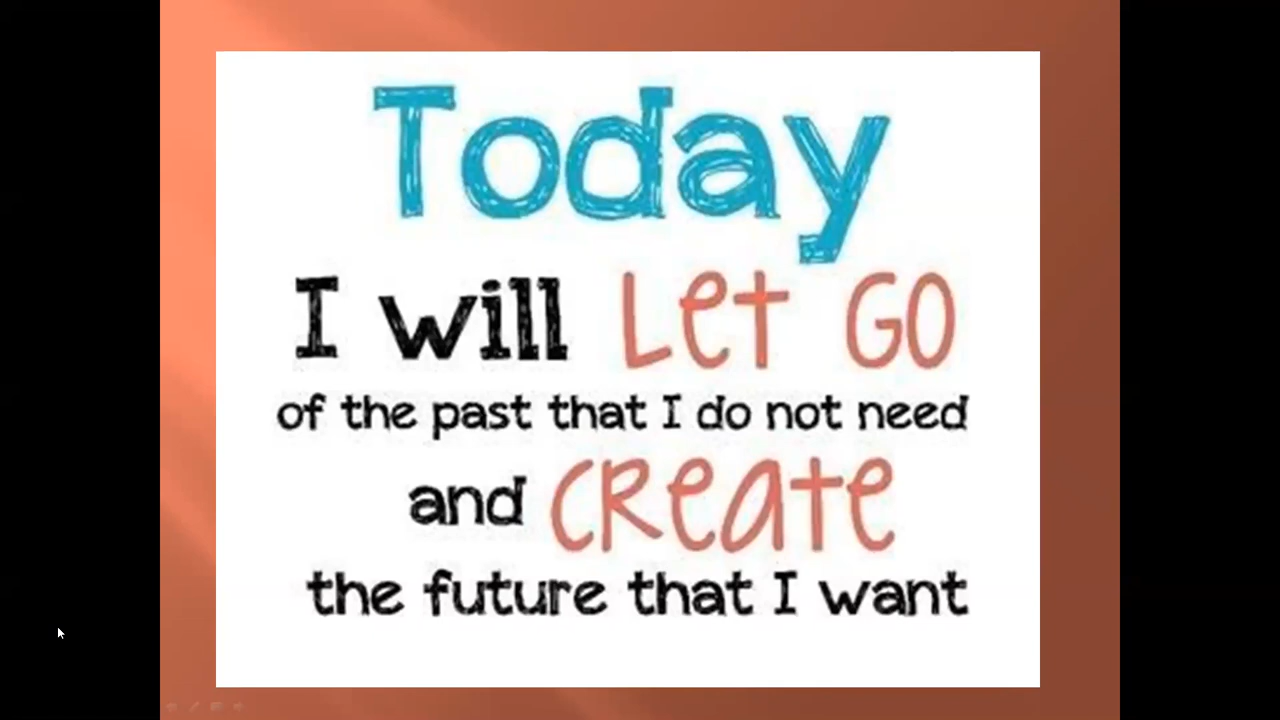 Today
I will Let GO
of the past that I do not need
and CReate
the future that I want